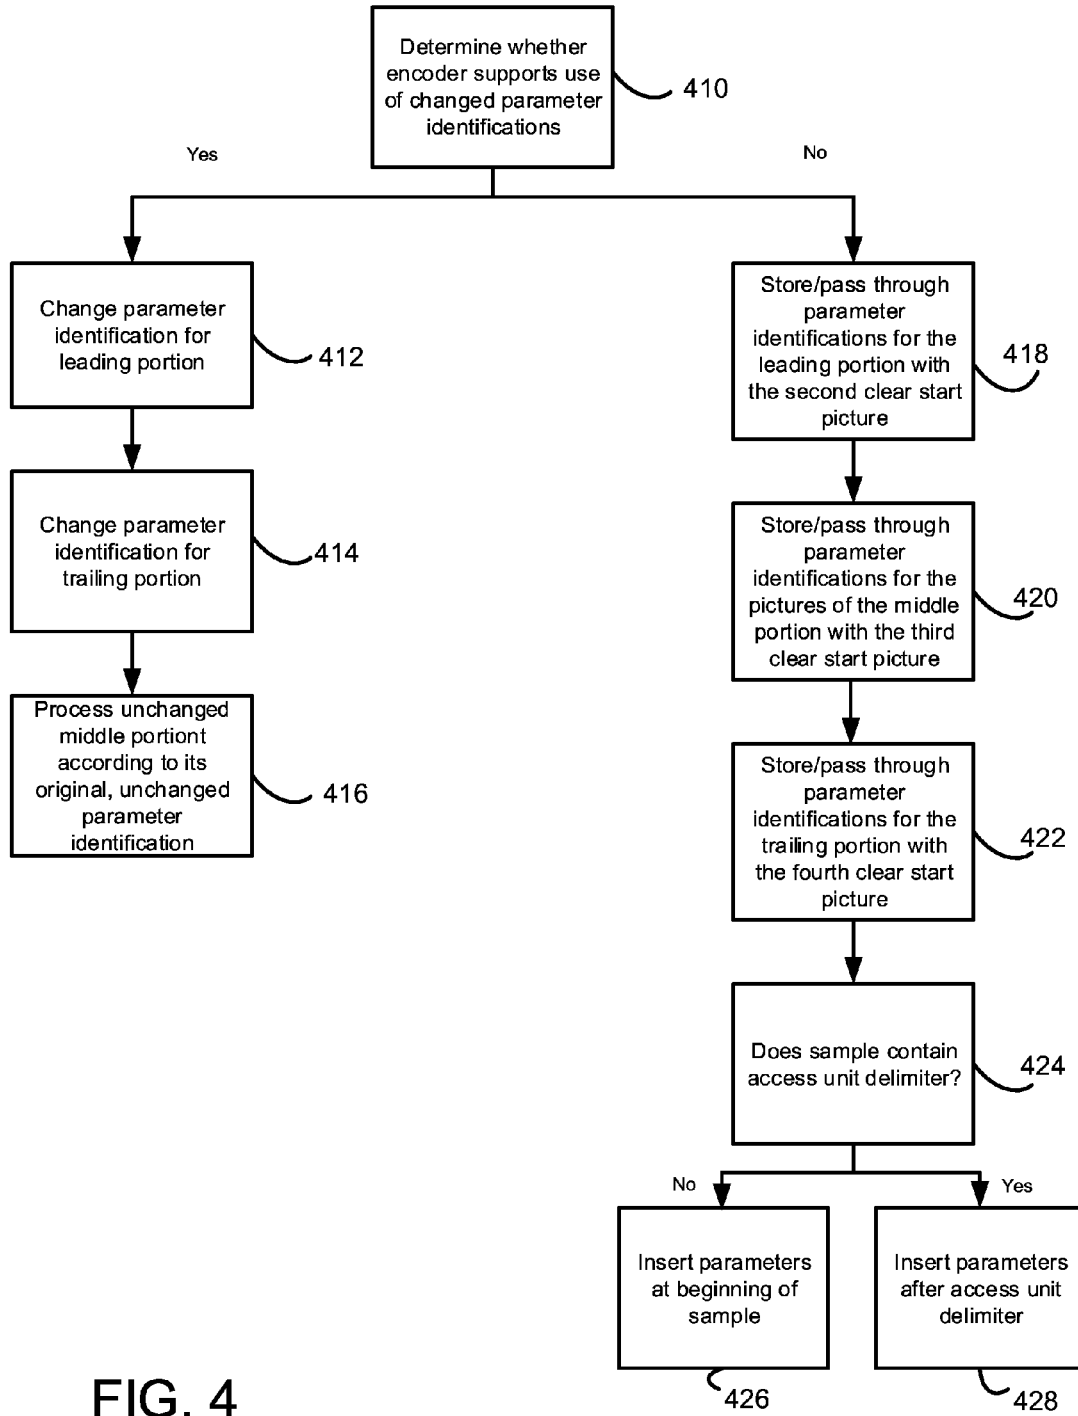 Determine whether
encoder supports use
of changed parameter
identifications
410
Yes
No
Change parameter
identification for
leading portion
412
Store/pass through
parameter
identifications for the
leading portion with
the second clear start
picture
418
Change parameter
identification for
trailing portion
414
Store/pass through
parameter
identifications for the
pictures of the middle
portion with the third
clear start picture
420
Process unchanged
middle portiont
according to its
original, unchanged
parameter
identification
416
Store/pass through
parameter
identifications for the
trailing portion with
the fourth clear start
picture
422
Does sample contain
access unit delimiter?
424
No
Yes
Insert parameters
at beginning of
sample
426
Insert parameters
after access unit
delimiter
428
FIG. 4